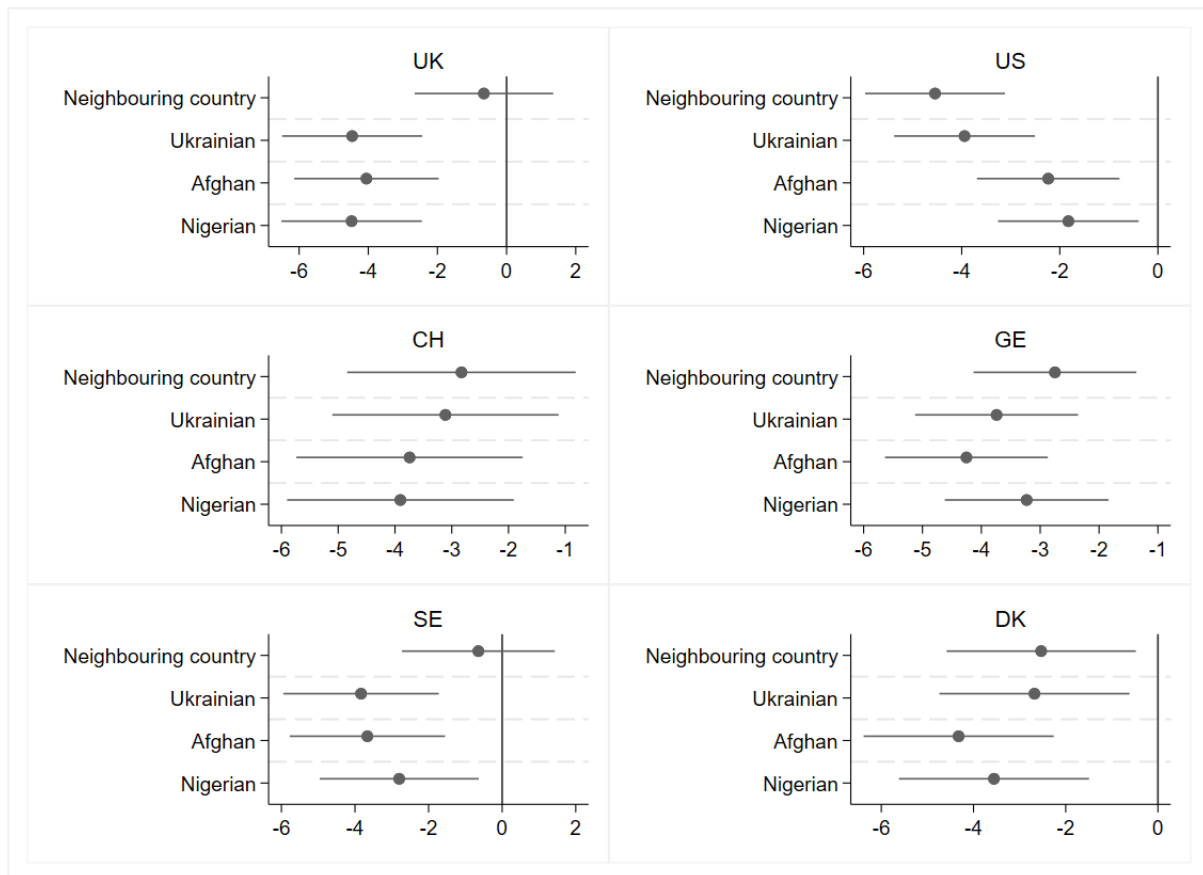 UK
Neighbouring country
Ukrainian
Afghan
Nigerian
-6 -4 -2 0 2
US
Neighbouring country
Ukrainian
Afghan
Nigerian
-6 -4 -2 0
CH
Neighbouring country
Ukrainian
Afghan
Nigerian
-6 -5 -4 -3 -2 -1
GE
Neighbouring country
Ukrainian
Afghan
Nigerian
-6 -5 -4 -3 -2 -1
SE
Neighbouring country
Ukrainian
Afghan
Nigerian
-6 -4 -2 0 2
DK
Neighbouring country
Ukrainian
Afghan
Nigerian
-6 -4 -2 0